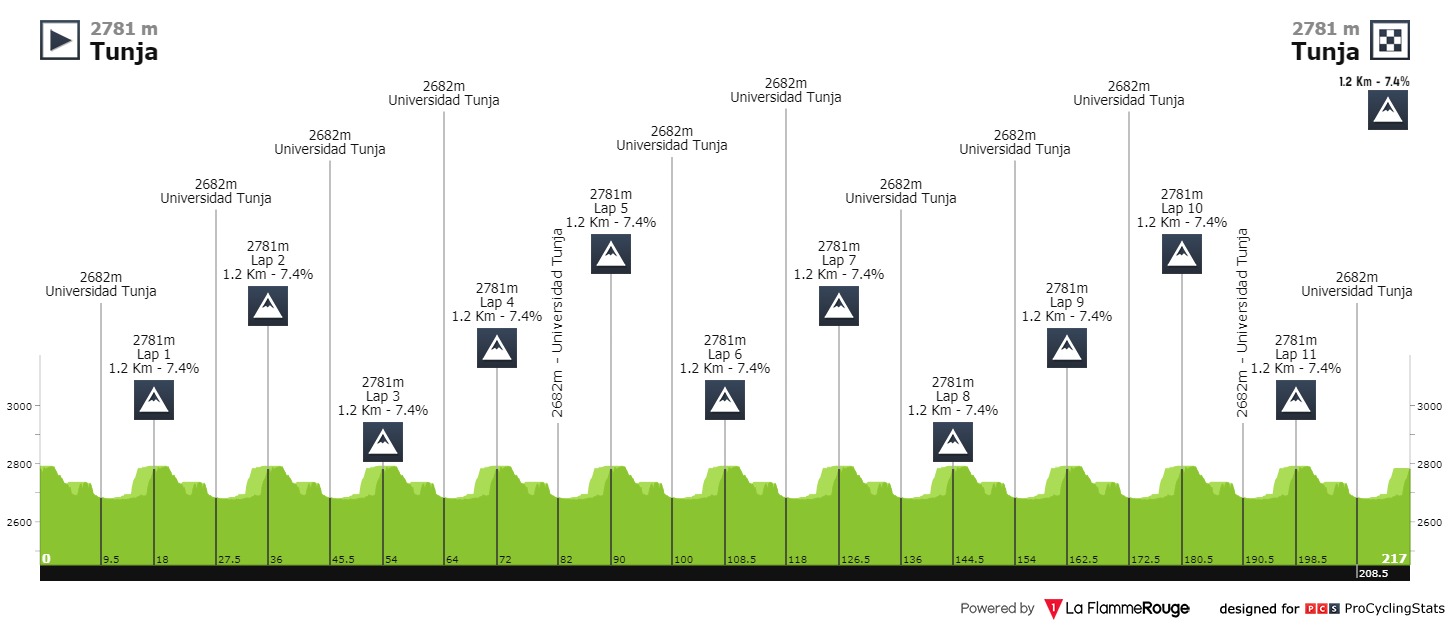 2781 m
Tunja
2781 m
Tunja
1.2 Km - 7.4%
2682m
Universidad Tunja
2781m
Lap 1
1.2 Km - 7.4%
2682m
Universidad Tunja
2781m
Lap 2
1.2 Km - 7.4%
2682m
Universidad Tunja
2781m
Lap 3
1.2 Km - 7.4%
2682m
Universidad Tunja
2781m
Lap 4
1.2 Km - 7.4%
2682m - Universidad Tunja
2781m
Lap 5
1.2 Km - 7.4%
2682m
Universidad Tunja
2781m
Lap 6
1.2 Km - 7.4%
2682m
Universidad Tunja
2781m
Lap 7
1.2 Km - 7.4%
2682m
Universidad Tunja
2781m
Lap 8
1.2 Km - 7.4%
2682m
Universidad Tunja
2781m
Lap 9
1.2 Km - 7.4%
2682m
Universidad Tunja
2781m
Lap 10
1.2 Km - 7.4%
2682m - Universidad Tunja
2781m
Lap 11
1.2 Km - 7.4%
2682m
Universidad Tunja
3000 3000
2800 2800
2600 2600
0 9.5 18 27.5 36 45.5 54 64 72 82 90 100 108.5 118 126.5 136 144.5 154 162.5 172.5 180.5 190.5 198.5 217
208.5
Powered by 1 La FlammeRouge designed for PCS ProCyclingStats